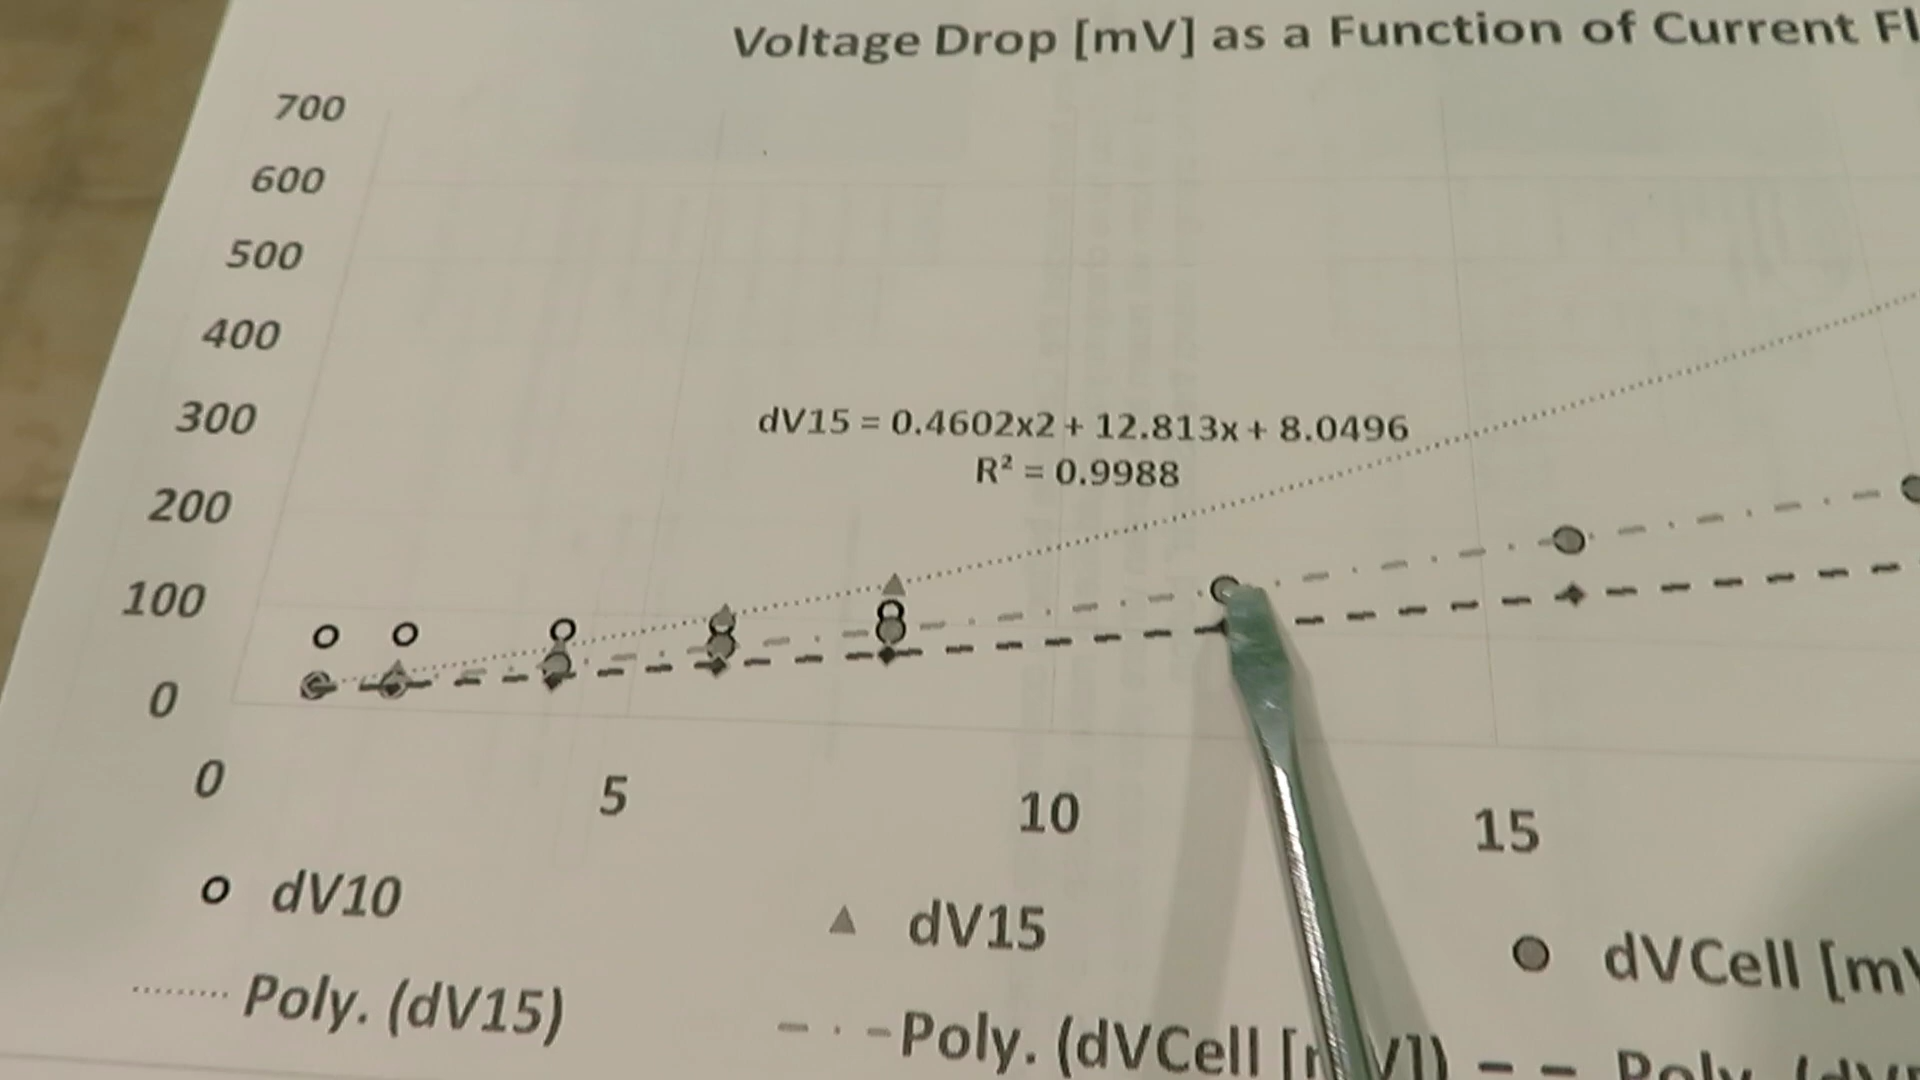 Voltage Drop [mV] as a Function of Current
700
600
500
400
300
200
100
0
dV15 = 0.4602x2 + 12.813x + 8.0496
R² = 0.9988
0 5 10 15
dV10 dV15 dVCell
Poly. (dV15) Poly. (dVCell Poly.